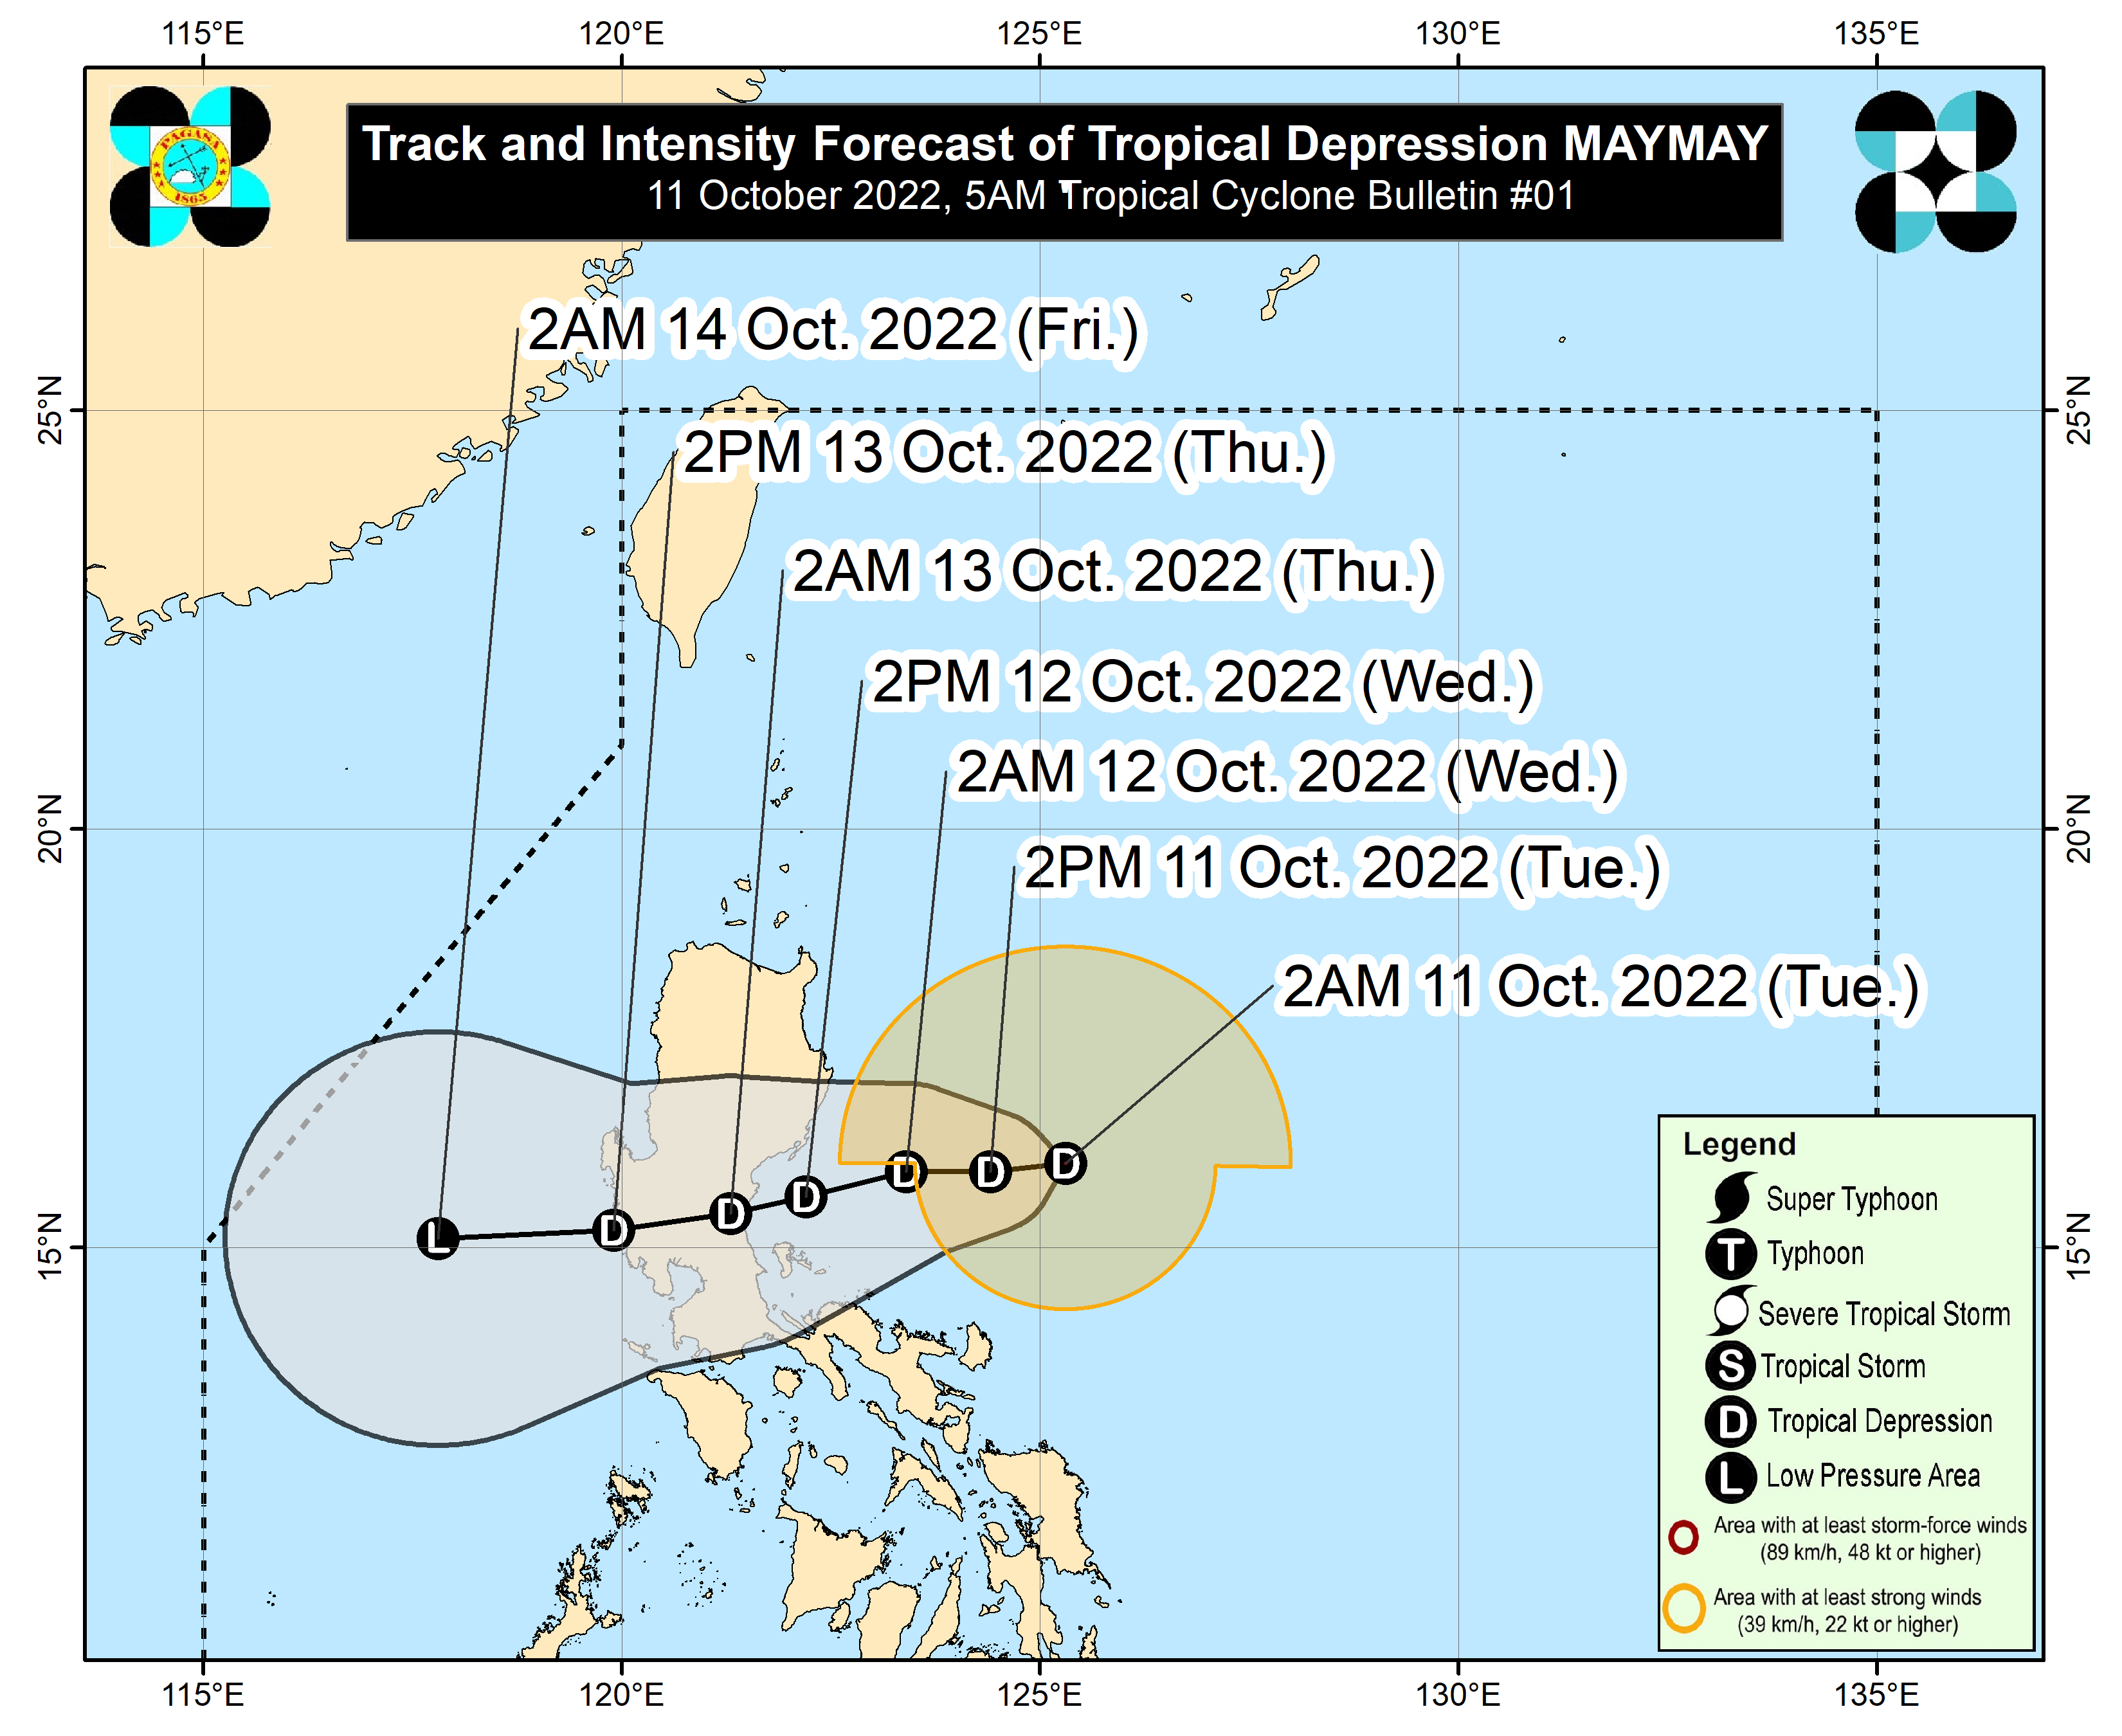 115°E 120°E 125°E 130°E 135°E
PAGASA
1865
Track and Intensity Forecast of Tropical Depression MAYMAY
11 October 2022, 5AM Tropical Cyclone Bulletin #01
2AM 14 Oct. 2022 (Fri.)
25°N 25°N
2PM 13 Oct. 2022 (Thu.)
2AM 13 Oct. 2022 (Thu.)
2PM 12 Oct. 2022 (Wed.)
2AM 12 Oct. 2022 (Wed.)
20°N 20°N
2PM 11 Oct. 2022 (Tue.)
2AM 11 Oct. 2022 (Tue.)
L D D D D D D
15°N 15°N
Legend
Super Typhoon
T Typhoon
Severe Tropical Storm
S Tropical Storm
D Tropical Depression
L Low Pressure Area
Area with at least storm-force winds
(89 km/h, 48 kt or higher)
Area with at least strong winds
(39 km/h, 22 kt or higher)
115°E 120°E 125°E 130°E 135°E